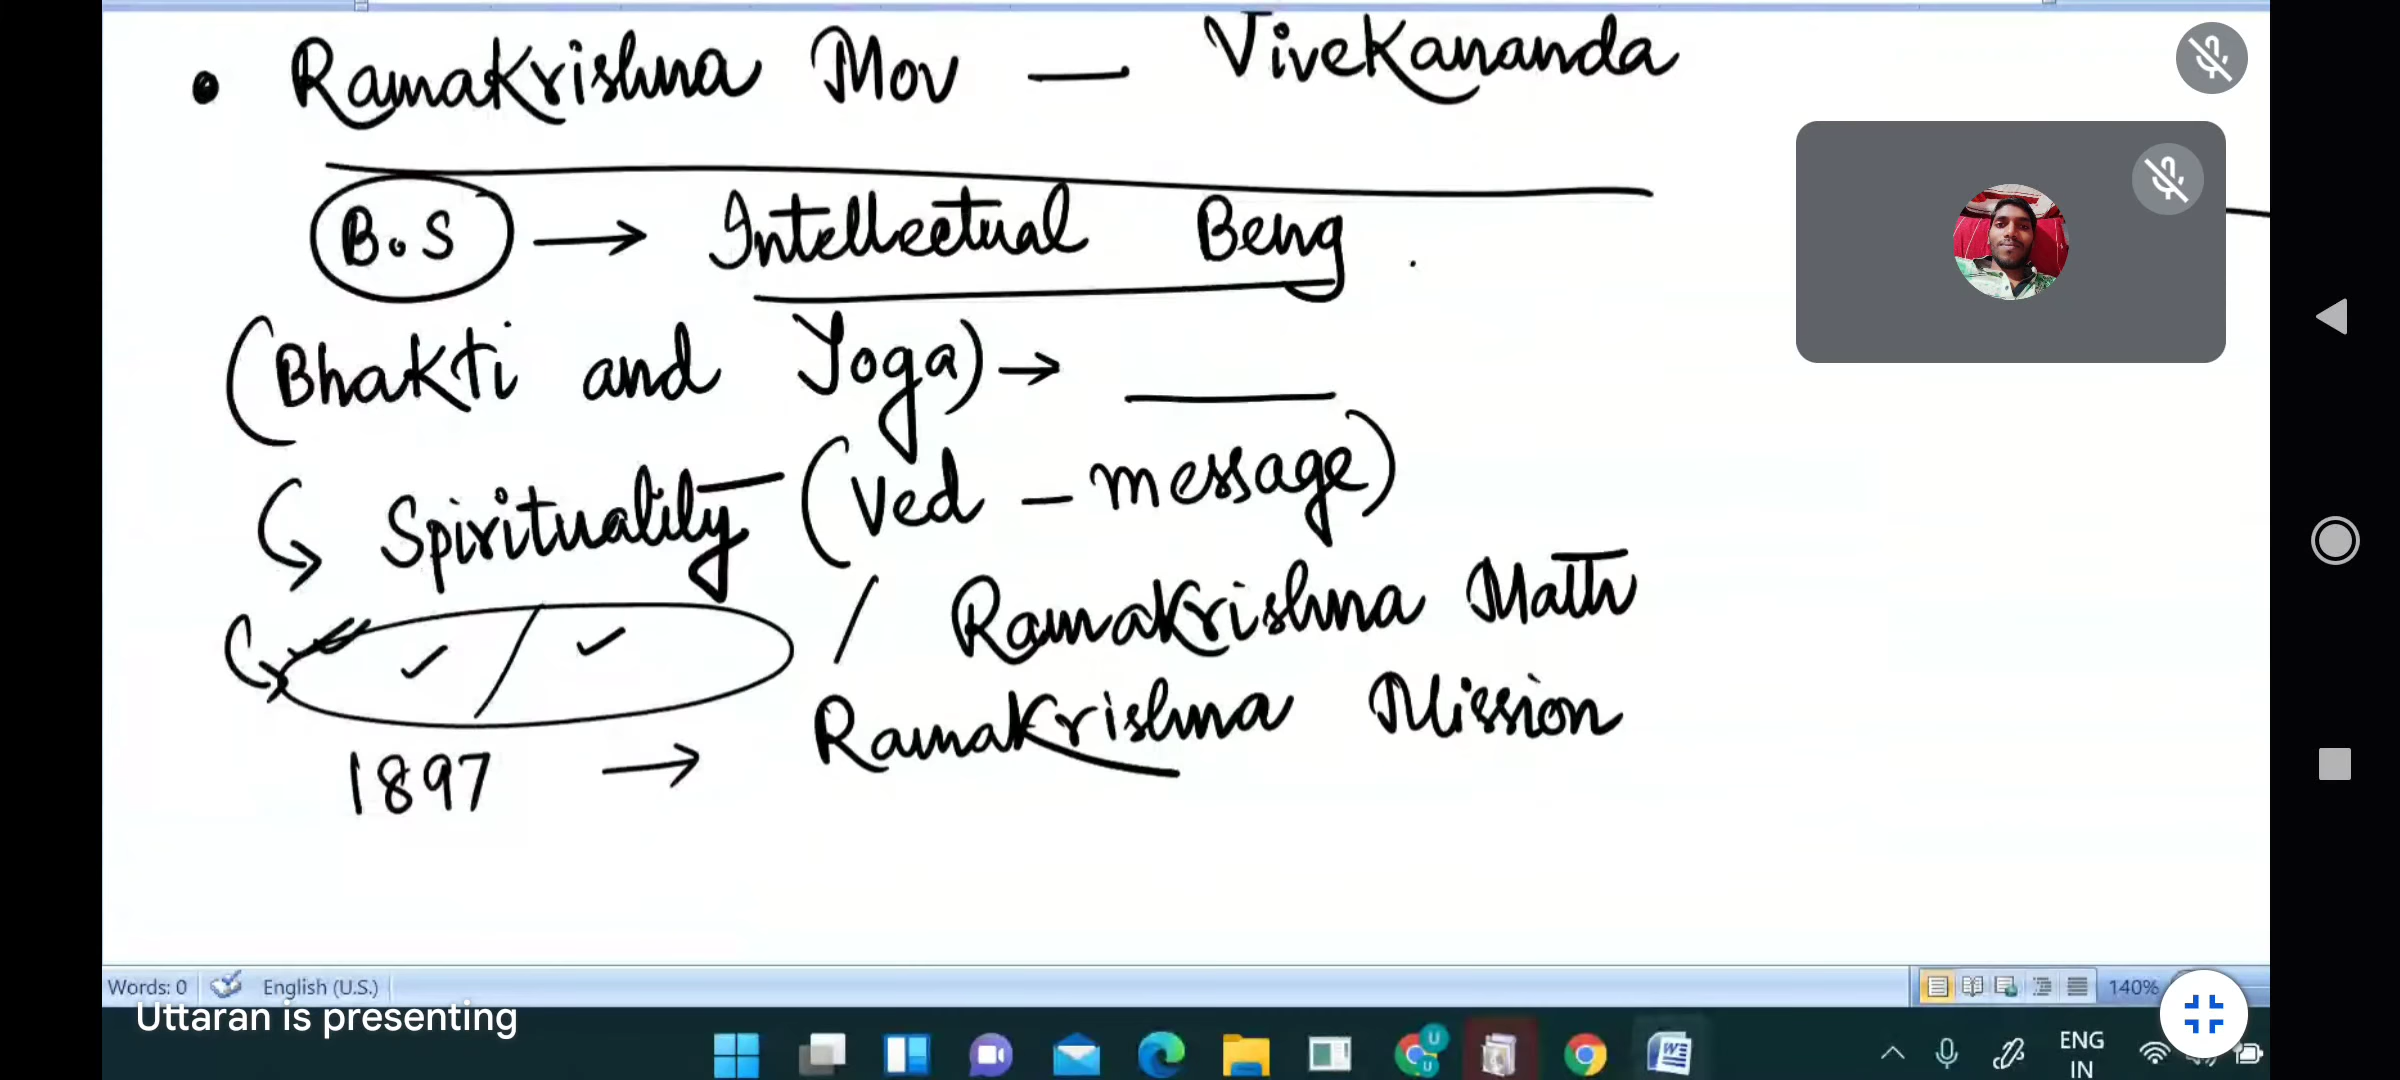 • Ramakrishna Mov — Vivekananda
B.S → Intellectual Being
(Bhakti and Yoga) →
↳ Spirituality — (Ved - message)
/ Ramakrishna Math
1897 → Ramakrishna Mission
Words: 0 English (U.S.) 140%
Uttaran is presenting
ENG
IN